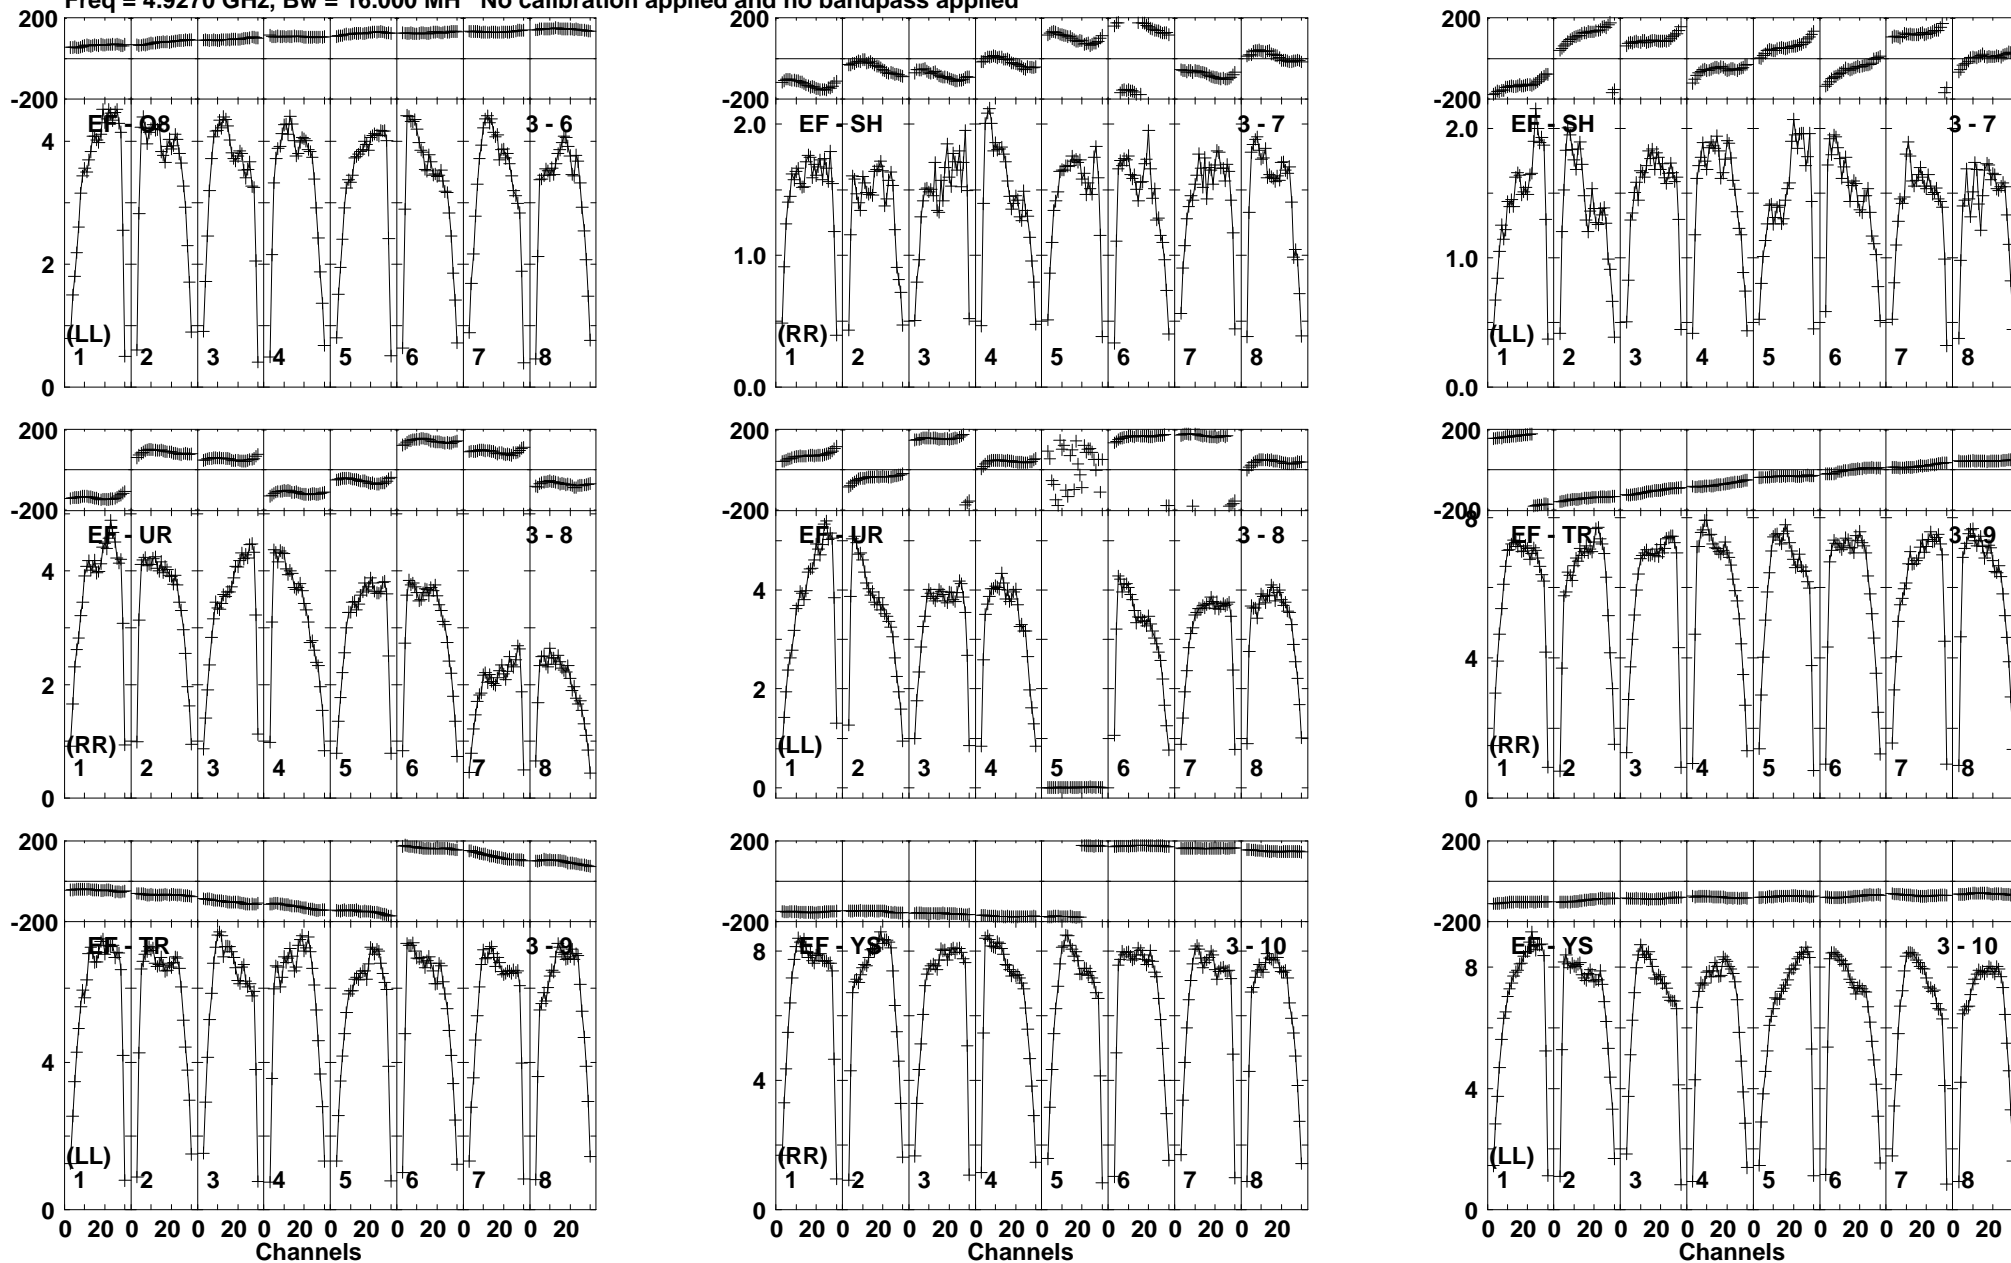 Freq = 4.9270 GHz, Bw = 16.000 MH No calibration applied and no bandpass applied
200
-200
EF - O8 3 - 6
4
2
0
(LL)
1 2 3 4 5 6 7 8
200
-200
EF - SH 3 - 7
2.0
1.0
0.0
(RR)
1 2 3 4 5 6 7 8
200
-200
EF - SH 3 - 7
2.0
1.0
0.0
(LL)
1 2 3 4 5 6 7 8
200
-200
EF - UR 3 - 8
4
2
0
(RR)
1 2 3 4 5 6 7 8
200
-200
EF - UR 3 - 8
4
2
0
(LL)
1 2 3 4 5 6 7 8
200
-200
8
EF - TR 3 - 9
4
0
(RR)
1 2 3 4 5 6 7 8
200
-200
EF - TR 3 - 9
4
0
(LL)
1 2 3 4 5 6 7 8
0 20 0 20 0 20 0 20 0 20 0 20 0 20 0 20
Channels
200
-200
EF - YS 3 - 10
8
4
0
(RR)
1 2 3 4 5 6 7 8
0 20 0 20 0 20 0 20 0 20 0 20 0 20 0 20
Channels
200
-200
EF - YS 3 - 10
8
4
0
(LL)
1 2 3 4 5 6 7 8
0 20 0 20 0 20 0 20 0 20 0 20 0 20 0 20
Channels